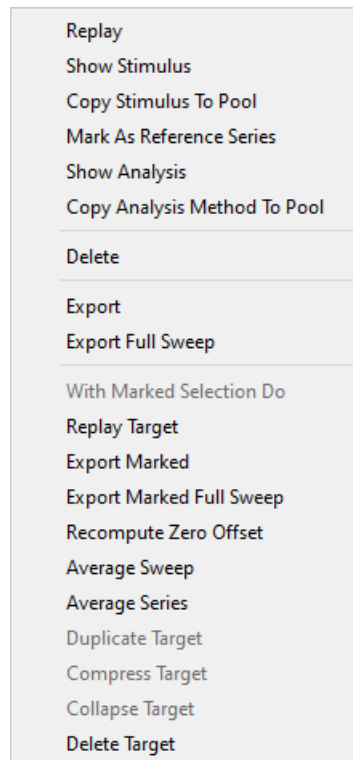 Replay
Show Stimulus
Copy Stimulus To Pool
Mark As Reference Series
Show Analysis
Copy Analysis Method To Pool
Delete
Export
Export Full Sweep
With Marked Selection Do
Replay Target
Export Marked
Export Marked Full Sweep
Recompute Zero Offset
Average Sweep
Average Series
Duplicate Target
Compress Target
Collapse Target
Delete Target